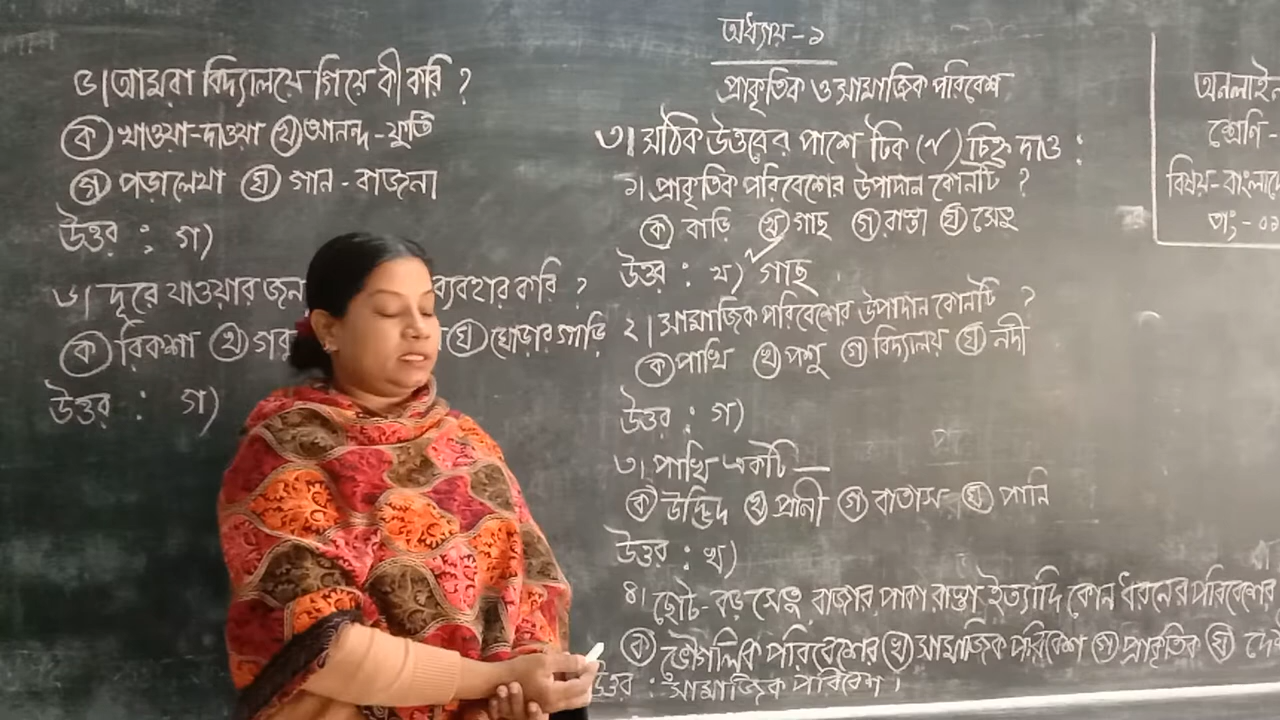 অধ্যায় - ১
প্রাকৃতিক ও সামাজিক পরিবেশ
৩। সঠিক উত্তরের পাশে টিক (√) চিহ্ন দাও :
১। প্রাকৃতিক পরিবেশের উপাদান কোনটি ?
ক বাড়ি খ গাছ গ রাস্তা ঘ সেতু
উত্তর : খ) গাছ
২। সামাজিক পরিবেশের উপাদান কোনটি ?
ক পাখি খ পশু গ বিদ্যালয় ঘ নদী
উত্তর : গ)
৩। পাখি একটি —
ক উদ্ভিদ খ প্রানী গ বাতাস ঘ পানি
উত্তর : খ)
৪। ছোট-বড় সেতু বাজার পাকা রাস্তা ইত্যাদি কোন ধরনের পরিবেশের
ক ভৌগলিক পরিবেশের খ সামাজিক পরিবেশ গ প্রাকৃতিক ঘ
উত্তর : সামাজিক পরিবেশ।
৫। আমরা বিদ্যালয়ে গিয়ে কী করি ?
ক খাওয়া-দাওয়া খ আনন্দ-ফুর্তি
গ পড়ালেখা ঘ গান-বাজনা
উত্তর : গ)
৬। দূরে যাওয়ার জন ব্যবহার করি ?
ক রিকশা খ গর ঘ ঘোড়ার গাড়ি
উত্তর : গ)
অনলাইন
শ্রেণি-
বিষয়-বাংলাদে
তাং-০১